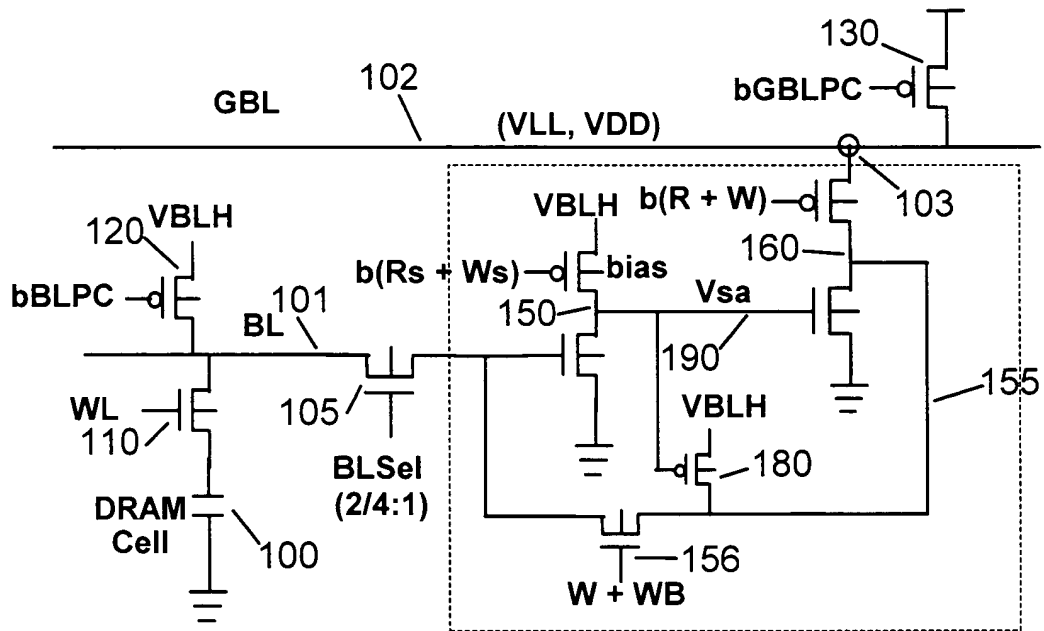 130
102
bGBLPC
GBL
(VLL, VDD)
103
b(R + W)
VBLH
VBLH
120
160
b(Rs + Ws)
bias
bBLPC
101
150
Vsa
BL
190
155
105
WL
VBLH
110
BLSel
180
(2/4:1)
DRAM
Cell
100
156
W + WB